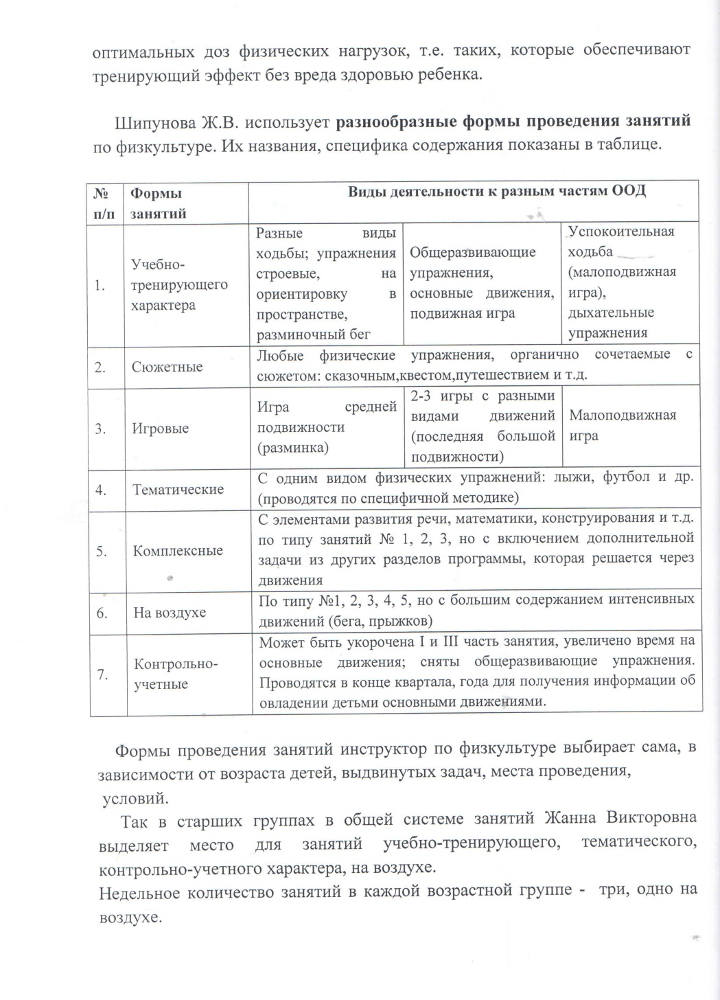 оптимальных доз физических нагрузок, т.е. таких, которые обеспечивают
тренирующий эффект без вреда здоровью ребенка.
Шипунова Ж.В. использует разнообразные формы проведения занятий
по физкультуре. Их названия, специфика содержания показаны в таблице.
№
п/п
Формы
занятий
Виды деятельности к разным частям ООД
1.
Учебно-
тренирующего
характера
Разные виды
ходьбы; упражнения
строевые, на
ориентировку в
пространстве,
разминочный бег
Общеразвивающие
упражнения,
основные движения,
подвижная игра
Успокоительная
ходьба
(малоподвижная
игра),
дыхательные
упражнения
2.
Сюжетные
Любые физические упражнения, органично сочетаемые с
сюжетом: сказочным,квестом,путешествием и т.д.
3.
Игровые
Игра средней
подвижности
(разминка)
2-3 игры с разными
видами движений
(последняя большой
подвижности)
Малоподвижная
игра
4.
Тематические
С одним видом физических упражнений: лыжи, футбол и др.
(проводятся по специфичной методике)
5.
Комплексные
С элементами развития речи, математики, конструирования и т.д.
по типу занятий № 1, 2, 3, но с включением дополнительной
задачи из других разделов программы, которая решается через
движения
6.
На воздухе
По типу №1, 2, 3, 4, 5, но с большим содержанием интенсивных
движений (бега, прыжков)
7.
Контрольно-
учетные
Может быть укорочена I и III часть занятия, увеличено время на
основные движения; сняты общеразвивающие упражнения.
Проводятся в конце квартала, года для получения информации об
овладении детьми основными движениями.
Формы проведения занятий инструктор по физкультуре выбирает сама, в
зависимости от возраста детей, выдвинутых задач, места проведения,
условий.
Так в старших группах в общей системе занятий Жанна Викторовна
выделяет место для занятий учебно-тренирующего, тематического,
контрольно-учетного характера, на воздухе.
Недельное количество занятий в каждой возрастной группе - три, одно на
воздухе.